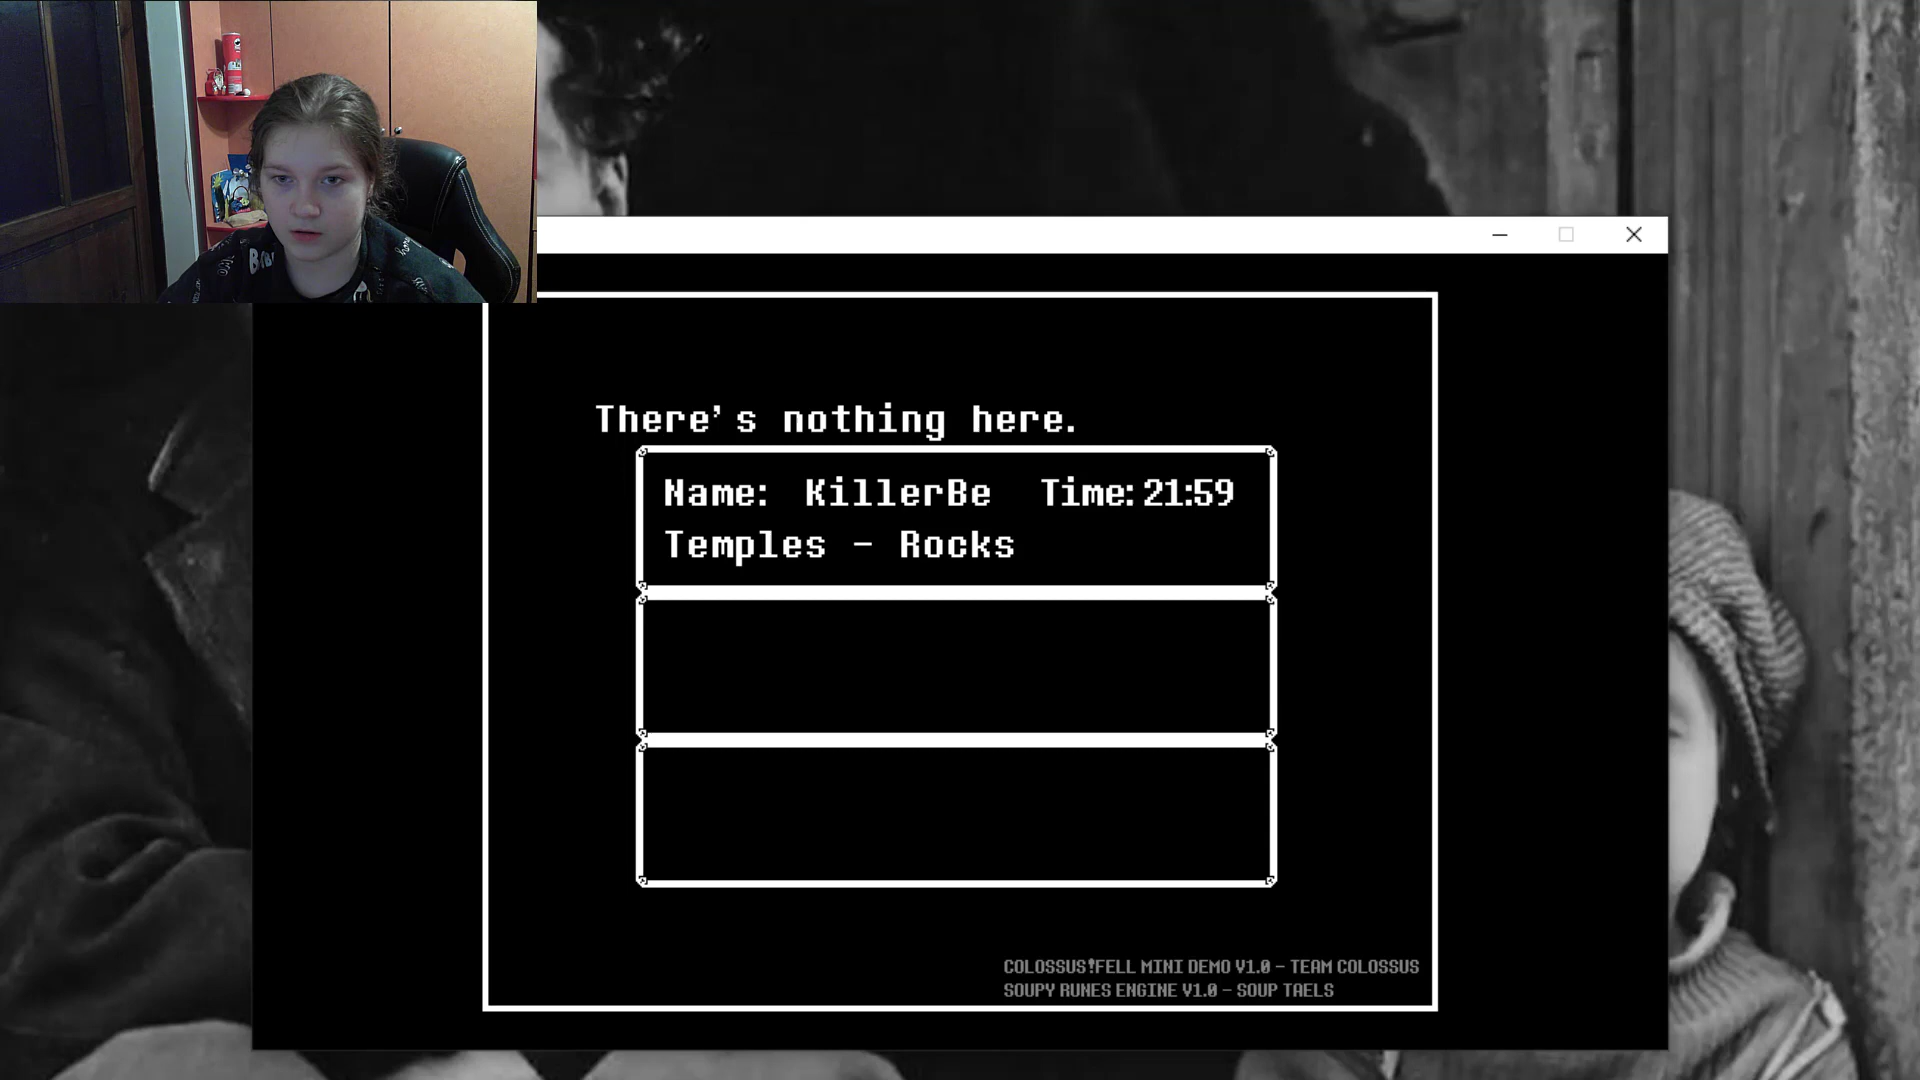 There's nothing here.
Name: KillerBe Time: 21:59
Temples - Rocks
COLOSSUS!FELL MINI DEMO V1.0 - TEAM COLOSSUS
SOUPY RUNES ENGINE V1.0 - SOUP TAELS